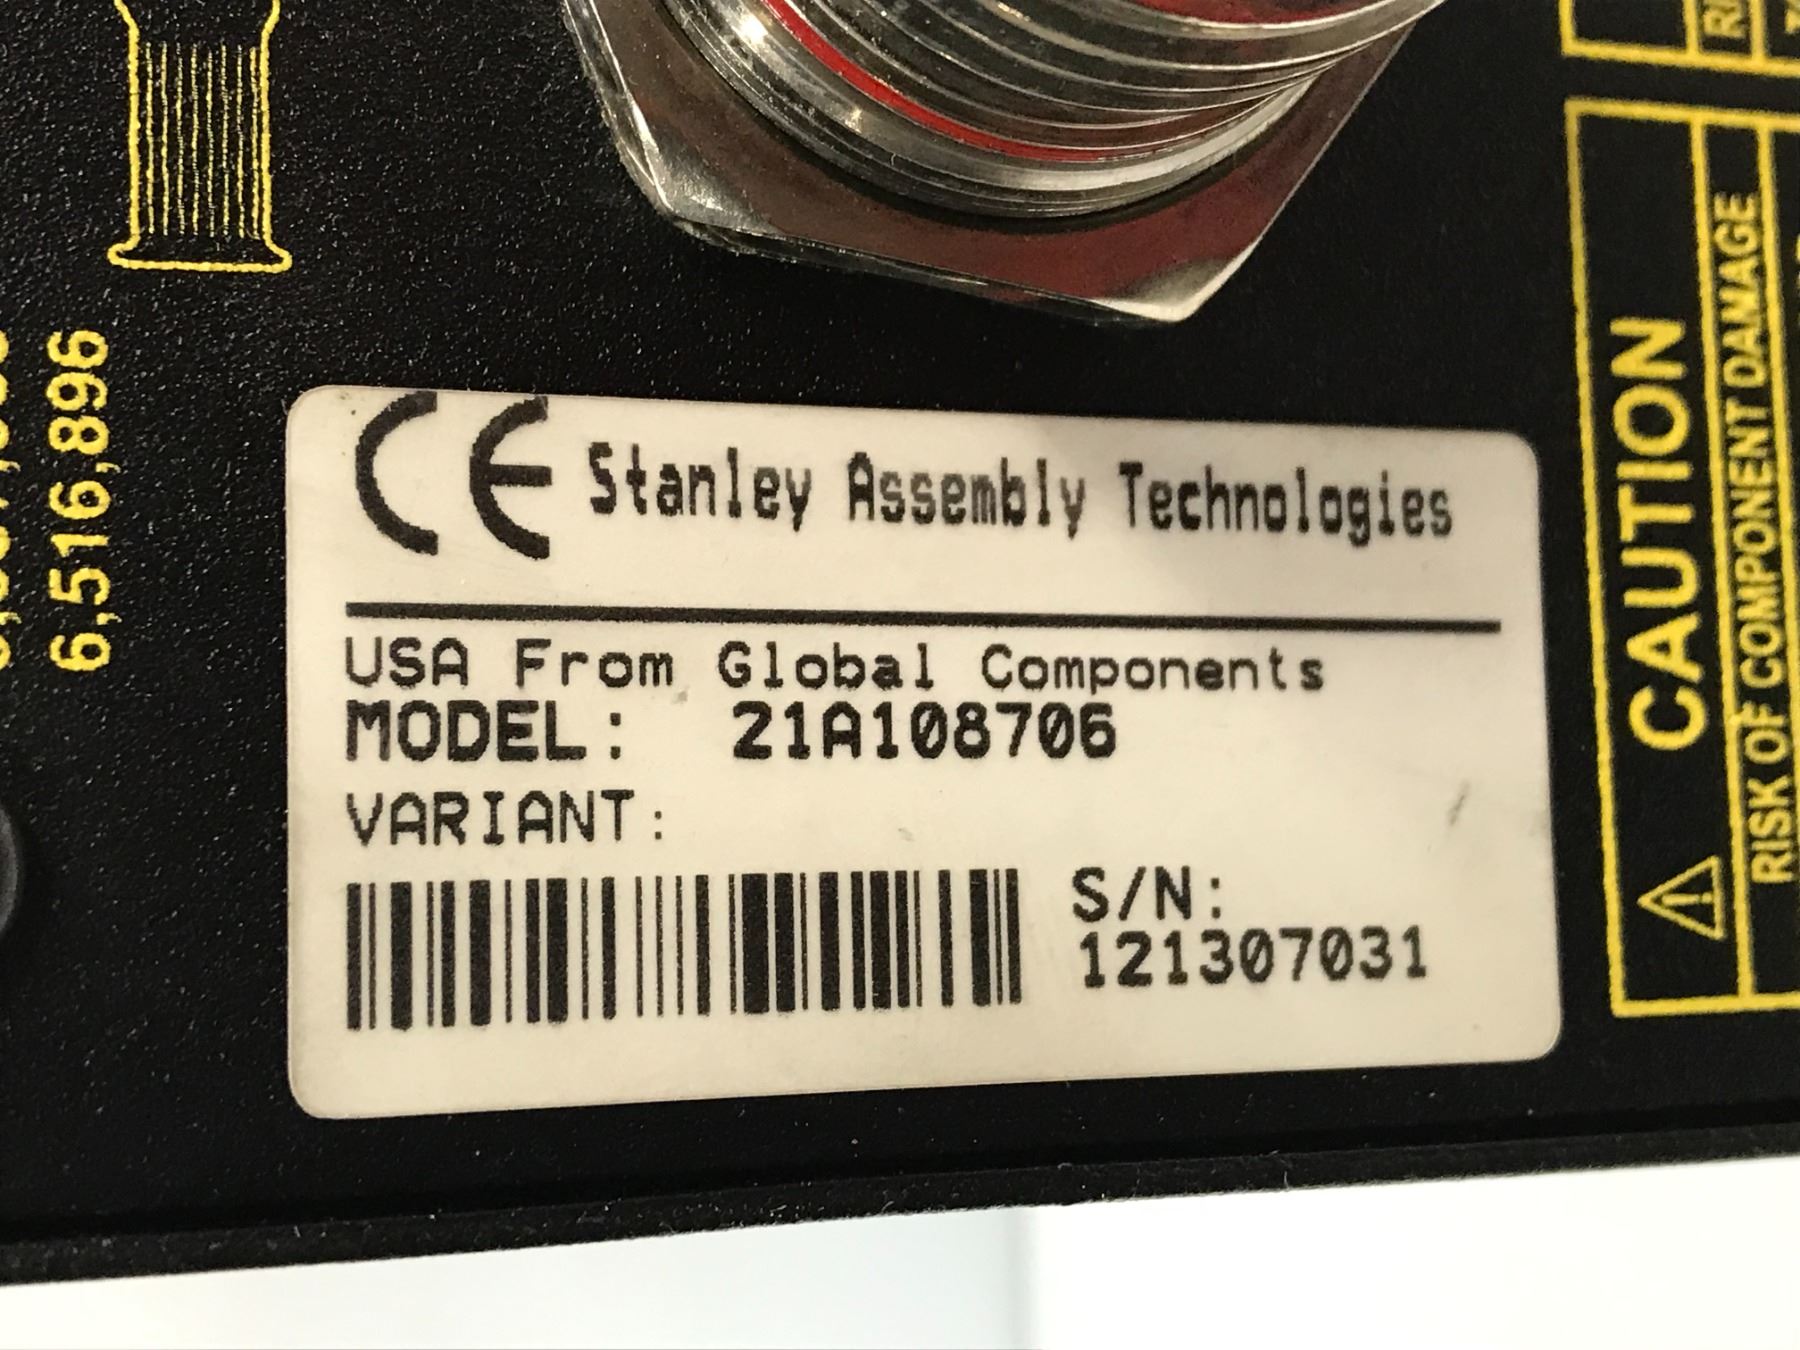 6,516,896
CE Stanley Assembly Technologies
USA From Global Components
MODEL: 21A108706
VARIANT:
S/N:
121307031
CAUTION
RISK OF COMPONENT DAMAGE